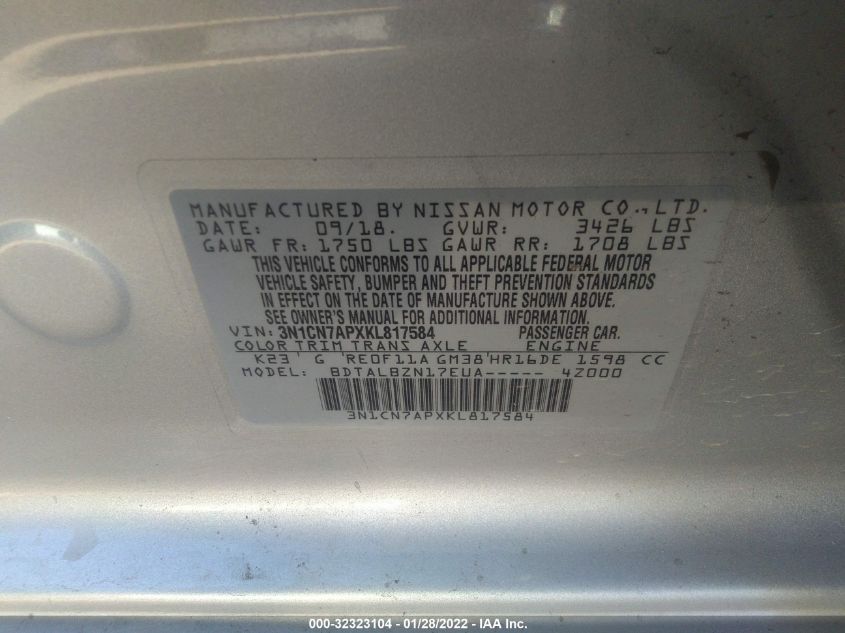 MANUFACTURED BY NISSAN MOTOR CO., LTD.
DATE: 09/18. GVWR: 3426 LBS
GAWR FR: 1750 LBS GAWR RR: 1708 LBS
THIS VEHICLE CONFORMS TO ALL APPLICABLE FEDERAL MOTOR
VEHICLE SAFETY, BUMPER AND THEFT PREVENTION STANDARDS
IN EFFECT ON THE DATE OF MANUFACTURE SHOWN ABOVE.
SEE OWNER'S MANUAL FOR ADDITIONAL INFORMATION.
VIN: 3N1CN7APXKL817584 PASSENGER CAR.
COLOR TRIM TRANS AXLE ENGINE
K23 G RE0F11A GM38 HR16DE 1598 CC
MODEL: BDTALBZN17EUA----- 4Z000
3N1CN7APXKL817584
000-32323104 - 01/28/2022 - © IAA Inc.